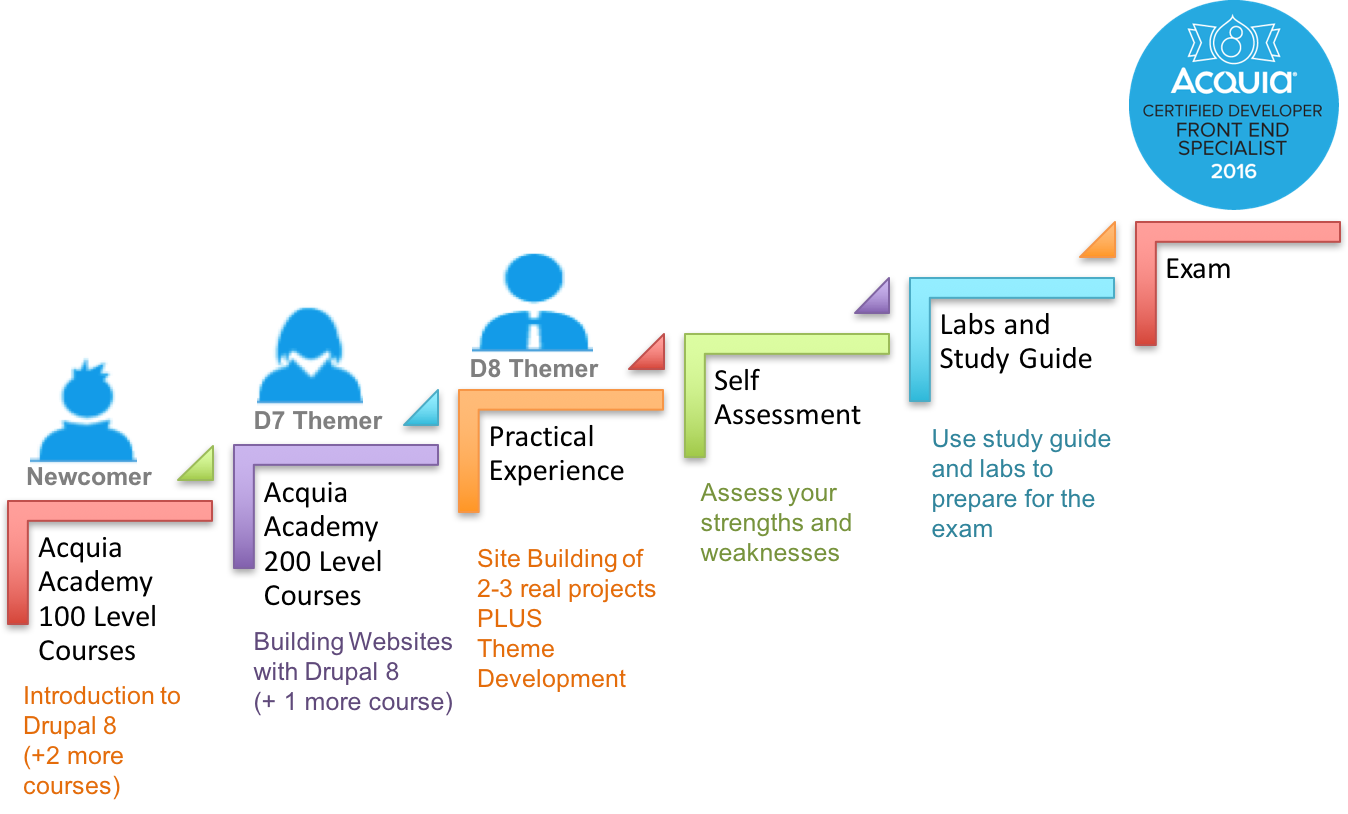 Newcomer
Acquia
Academy
100 Level
Courses
Introduction to
Drupal 8
(+2 more
courses)
D7 Themer
Acquia
Academy
200 Level
Courses
Building Websites
with Drupal 8
(+ 1 more course)
D8 Themer
Practical
Experience
Site Building of
2-3 real projects
PLUS
Theme
Development
Self
Assessment
Assess your
strengths and
weaknesses
Labs and
Study Guide
Use study guide
and labs to
prepare for the
exam
ACQUIA®
CERTIFIED DEVELOPER
FRONT END
SPECIALIST
2016
Exam